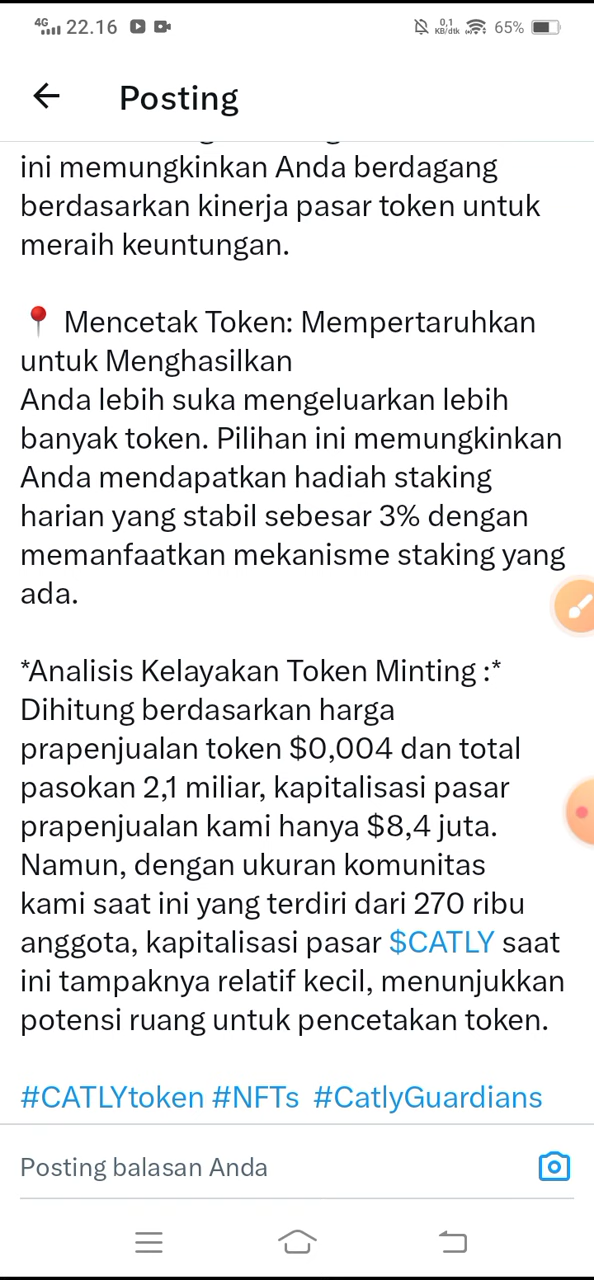 4G 22.16 0,1 KB/dtk 65%
Posting
ini memungkinkan Anda berdagang
berdasarkan kinerja pasar token untuk
meraih keuntungan.
📍 Mencetak Token: Mempertaruhkan
untuk Menghasilkan
Anda lebih suka mengeluarkan lebih
banyak token. Pilihan ini memungkinkan
Anda mendapatkan hadiah staking
harian yang stabil sebesar 3% dengan
memanfaatkan mekanisme staking yang
ada.
*Analisis Kelayakan Token Minting :*
Dihitung berdasarkan harga
prapenjualan token $0,004 dan total
pasokan 2,1 miliar, kapitalisasi pasar
prapenjualan kami hanya $8,4 juta.
Namun, dengan ukuran komunitas
kami saat ini yang terdiri dari 270 ribu
anggota, kapitalisasi pasar $CATLY saat
ini tampaknya relatif kecil, menunjukkan
potensi ruang untuk pencetakan token.
#CATLYtoken #NFTs #CatlyGuardians
Posting balasan Anda